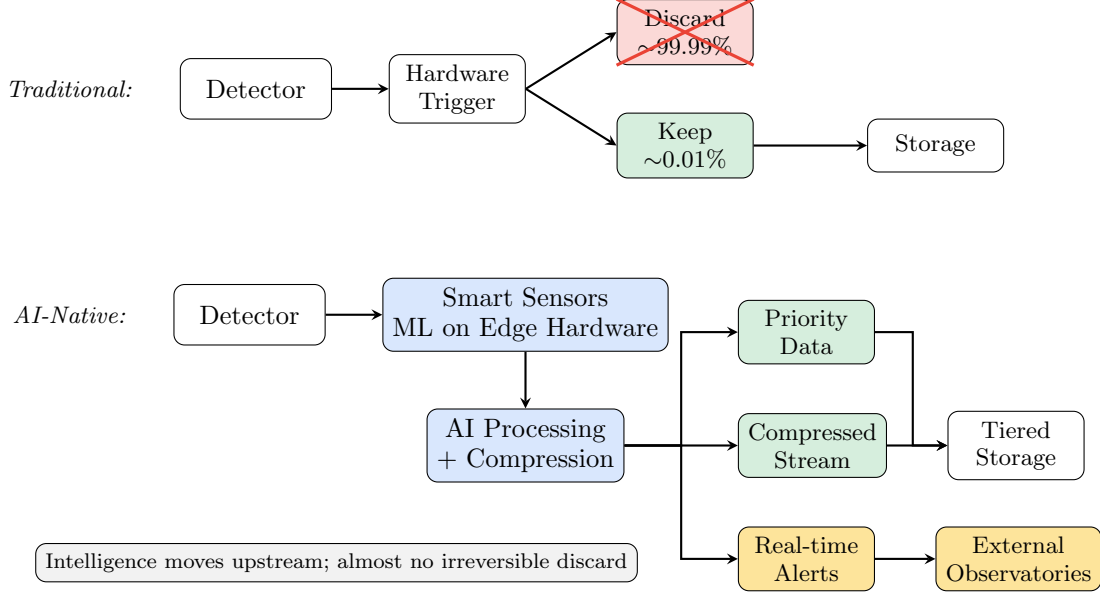 Traditional:
Detector
Hardware
Trigger
Discard
~99.99%
Keep
~0.01%
Storage
AI-Native:
Detector
Smart Sensors
ML on Edge Hardware
AI Processing
+ Compression
Priority
Data
Compressed
Stream
Tiered
Storage
Real-time
Alerts
External
Observatories
Intelligence moves upstream; almost no irreversible discard